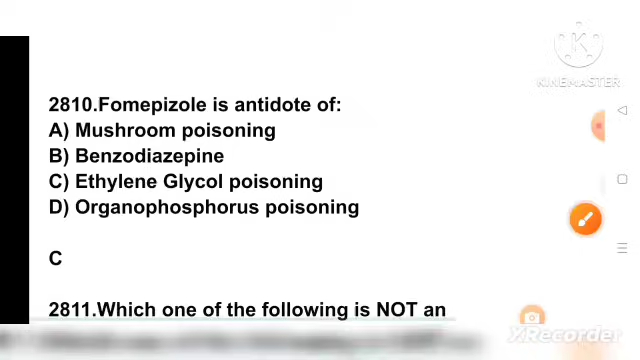 KINEMASTER
2810.Fomepizole is antidote of:
A) Mushroom poisoning
B) Benzodiazepine
C) Ethylene Glycol poisoning
D) Organophosphorus poisoning
C
2811.Which one of the following is NOT an
XRecorder